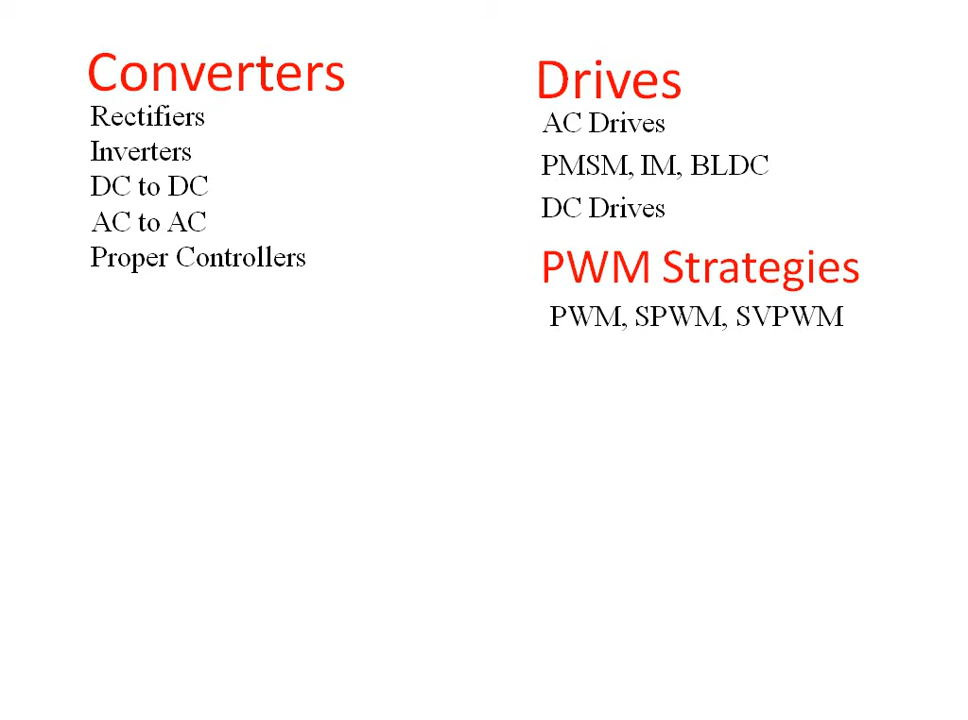 Converters
Rectifiers
Inverters
DC to DC
AC to AC
Proper Controllers
Drives
AC Drives
PMSM, IM, BLDC
DC Drives
PWM Strategies
PWM, SPWM, SVPWM